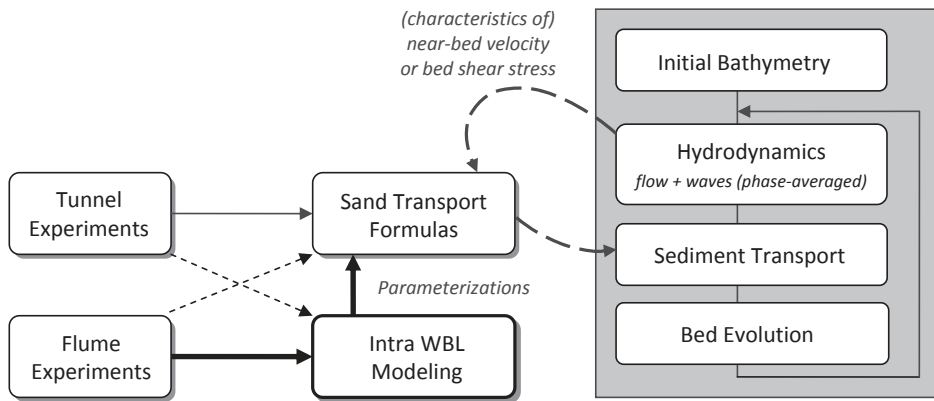 (characteristics of)
near-bed velocity
or bed shear stress
Initial Bathymetry
Hydrodynamics
flow + waves (phase-averaged)
Sediment Transport
Bed Evolution
Tunnel
Experiments
Sand Transport
Formulas
Parameterizations
Flume
Experiments
Intra WBL
Modeling